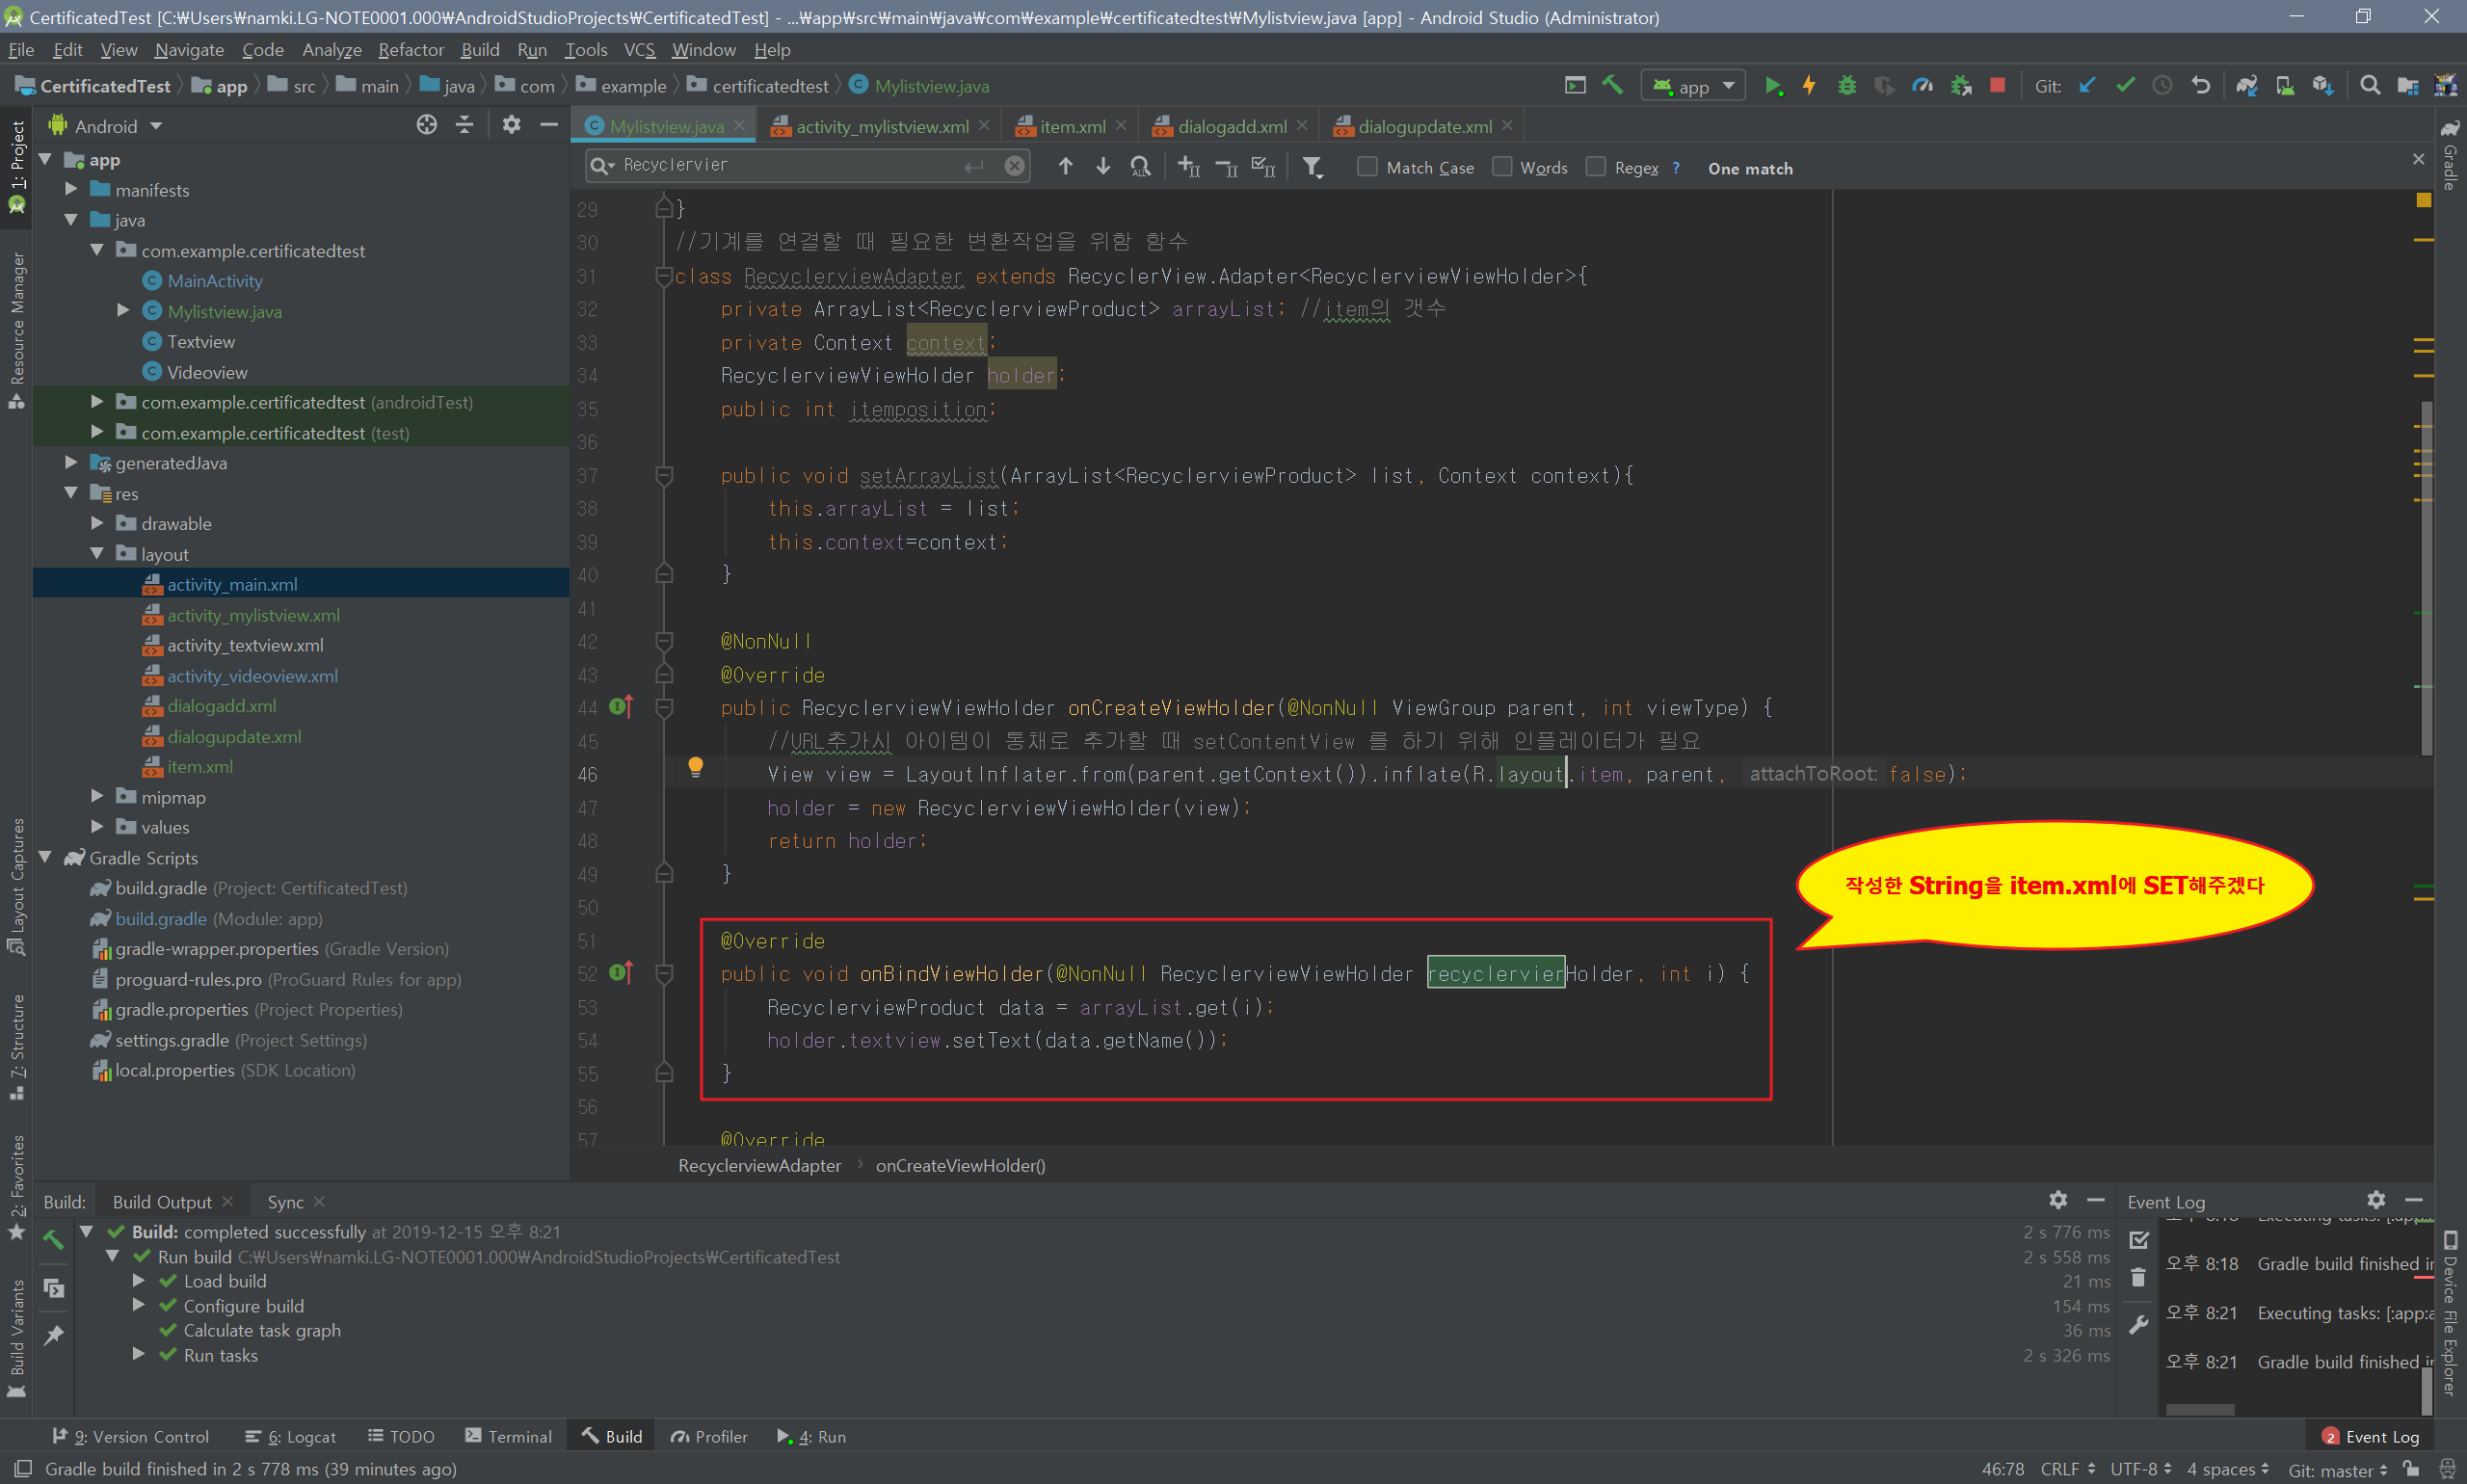 CertificatedTest [C:₩Users₩namki.LG-NOTE0001.000₩AndroidStudioProjects₩CertificatedTest] - ...₩app₩src₩main₩java₩com₩example₩certificatedtest₩Mylistview.java [app] - Android Studio (Administrator)
File Edit View Navigate Code Analyze Refactor Build Run Tools VCS Window Help
CertificatedTest app src main java com example certificatedtest Mylistview.java app Git:
Android
Mylistview.java activity_mylistview.xml item.xml dialogadd.xml dialogupdate.xml
Recyclervier Match Case Words Regex ? One match
1: Project
Resource Manager
Layout Captures
7: Structure
2: Favorites
Build Variants
Gradle
Device File Explorer
app
manifests
java
com.example.certificatedtest
MainActivity
Mylistview.java
Textview
Videoview
com.example.certificatedtest (androidTest)
com.example.certificatedtest (test)
generatedJava
res
drawable
layout
activity_main.xml
activity_mylistview.xml
activity_textview.xml
activity_videoview.xml
dialogadd.xml
dialogupdate.xml
item.xml
mipmap
values
Gradle Scripts
build.gradle (Project: CertificatedTest)
build.gradle (Module: app)
gradle-wrapper.properties (Gradle Version)
proguard-rules.pro (ProGuard Rules for app)
gradle.properties (Project Properties)
settings.gradle (Project Settings)
local.properties (SDK Location)
29 }
30 //기계를 연결할 때 필요한 변환작업을 위함 함수
31 class RecyclerviewAdapter extends RecyclerView.Adapter<RecyclerviewViewHolder>{
32 private ArrayList<RecyclerviewProduct> arrayList; //item의 갯수
33 private Context context;
34 RecyclerviewViewHolder holder;
35 public int itemposition;
36
37 public void setArrayList(ArrayList<RecyclerviewProduct> list, Context context){
38 this.arrayList = list;
39 this.context=context;
40 }
41
42 @NonNull
43 @Override
44 public RecyclerviewViewHolder onCreateViewHolder(@NonNull ViewGroup parent, int viewType) {
45 //URL추가시 아이템이 통채로 추가할 때 setContentView 를 하기 위해 인플레이터가 필요
46 View view = LayoutInflater.from(parent.getContext()).inflate(R.layout.item, parent, attachToRoot: false);
47 holder = new RecyclerviewViewHolder(view);
48 return holder;
49 }
50
51 @Override
52 public void onBindViewHolder(@NonNull RecyclerviewViewHolder recyclervierHolder, int i) {
53 RecyclerviewProduct data = arrayList.get(i);
54 holder.textview.setText(data.getName());
55 }
56
57 @Override
작성한 String을 item.xml에 SET해주겠다
RecyclerviewAdapter onCreateViewHolder()
Build: Build Output Sync
Build: completed successfully at 2019-12-15 오후 8:21 2 s 776 ms
Run build C:₩Users₩namki.LG-NOTE0001.000₩AndroidStudioProjects₩CertificatedTest 2 s 558 ms
Load build 21 ms
Configure build 154 ms
Calculate task graph 36 ms
Run tasks 2 s 326 ms
Event Log
오후 8:18 Gradle build finished in
오후 8:21 Executing tasks: [:app:a
오후 8:21 Gradle build finished in
9: Version Control 6: Logcat TODO Terminal Build Profiler 4: Run 2 Event Log
Gradle build finished in 2 s 778 ms (39 minutes ago) 46:78 CRLF UTF-8 4 spaces Git: master